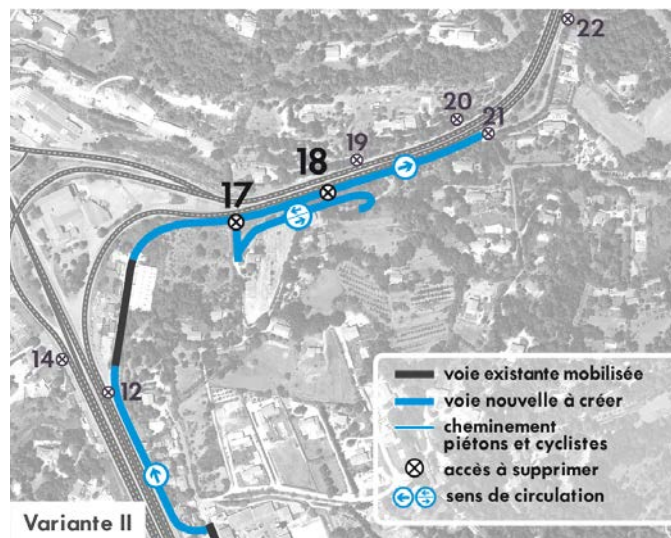 22
20
21
19
18
17
14
12
voie existante mobilisée
voie nouvelle à créer
cheminement
piétons et cyclistes
accès à supprimer
sens de circulation
Variante II